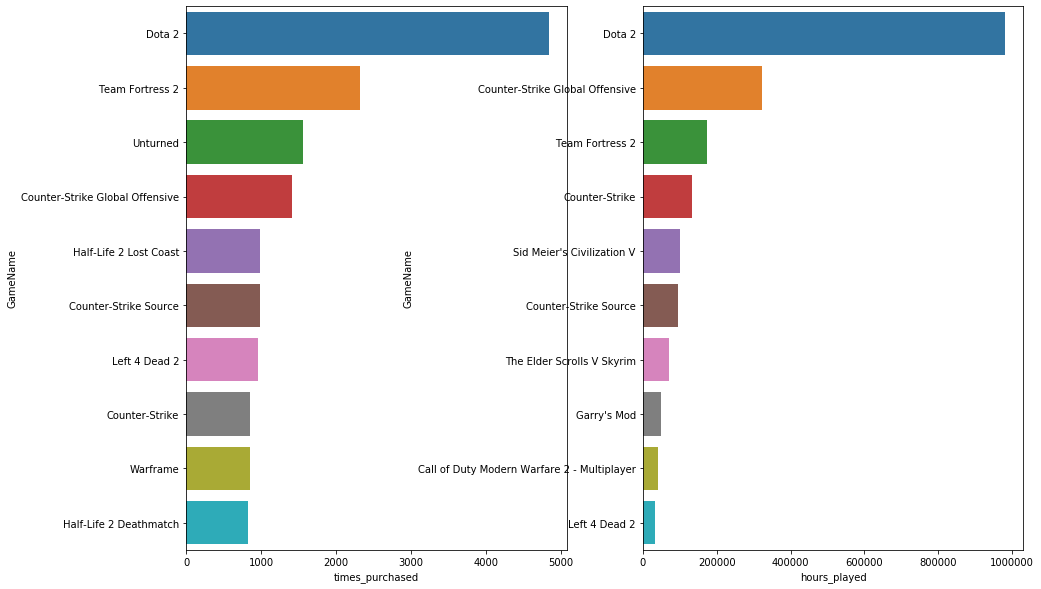 Dota 2
Team Fortress 2
Unturned
Counter-Strike Global Offensive
Half-Life 2 Lost Coast
Counter-Strike Source
Left 4 Dead 2
Counter-Strike
Warframe
Half-Life 2 Deathmatch
GameName
0 1000 2000 3000 4000 5000
times_purchased
Dota 2
Counter-Strike Global Offensive
Team Fortress 2
Counter-Strike
Sid Meier's Civilization V
Counter-Strike Source
The Elder Scrolls V Skyrim
Garry's Mod
Call of Duty Modern Warfare 2 - Multiplayer
Left 4 Dead 2
GameName
0 200000 400000 600000 800000 1000000
hours_played